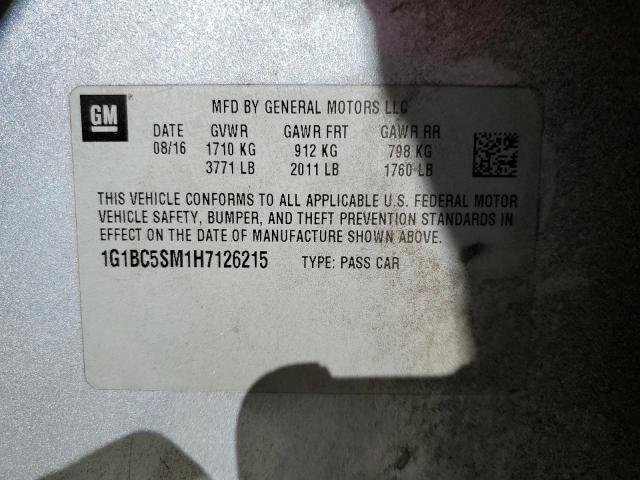 GM
MFD BY GENERAL MOTORS LLC
DATE GVWR GAWR FRT GAWR RR
08/16 1710 KG 912 KG 798 KG
3771 LB 2011 LB 1760 LB
THIS VEHICLE CONFORMS TO ALL APPLICABLE U.S. FEDERAL MOTOR
VEHICLE SAFETY, BUMPER, AND THEFT PREVENTION STANDARDS IN
EFFECT ON THE DATE OF MANUFACTURE SHOWN ABOVE.
1G1BC5SM1H7126215 TYPE: PASS CAR